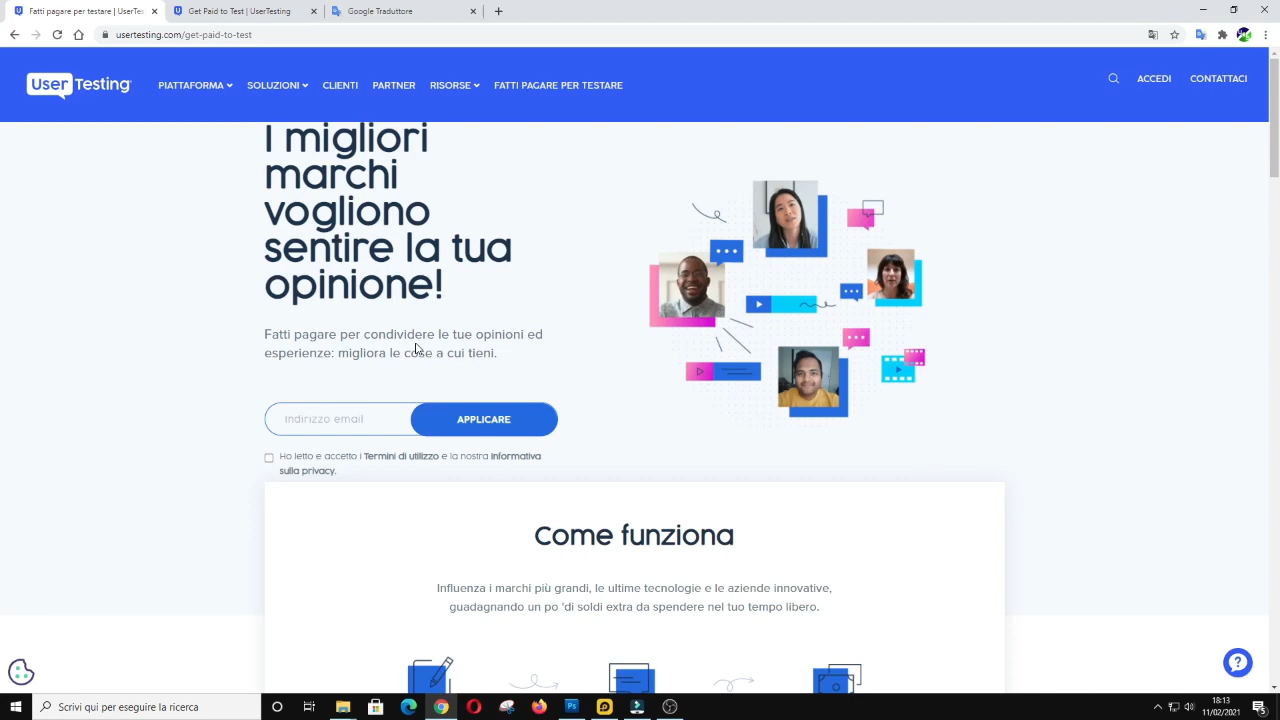 Fatti pagare per testare | UserTes
Get Paid to Test | UserTesting
Google Traduttore
usertesting.com/get-paid-to-test
UserTesting
PIATTAFORMA
SOLUZIONI
CLIENTI
PARTNER
RISORSE
FATTI PAGARE PER TESTARE
ACCEDI
CONTATTACI
I migliori
marchi
vogliono
sentire la tua
opinione!
Fatti pagare per condividere le tue opinioni ed
esperienze: migliora le cose a cui tieni.
Indirizzo email
APPLICARE
Ho letto e accetto i Termini di utilizzo e la nostra Informativa
sulla privacy.
Come funziona
Influenza i marchi più grandi, le ultime tecnologie e le aziende innovative,
guadagnando un po 'di soldi extra da spendere nel tuo tempo libero.
Scrivi qui per eseguire la ricerca
18:13
11/02/2021